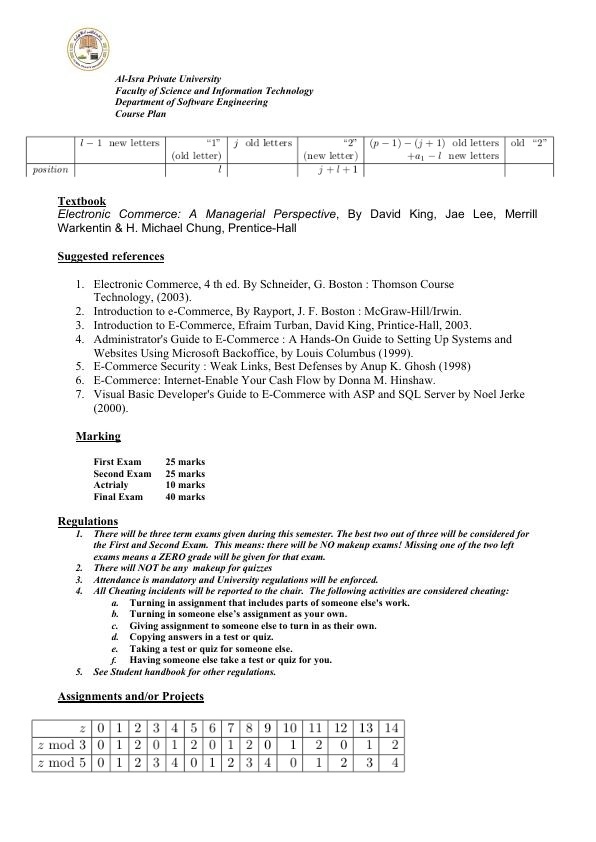 Al-Isra Private University
Faculty of Science and Information Technology
Department of Software Engineering
Course Plan
l − 1 new letters “1” j old letters “2” (p − 1) − (j + 1) old letters old “2”
(old letter) (new letter) +a₁ − l new letters
position l j + l + 1
Textbook
Electronic Commerce: A Managerial Perspective, By David King, Jae Lee, Merrill
Warkentin & H. Michael Chung, Prentice-Hall
Suggested references
1. Electronic Commerce, 4 th ed. By Schneider, G. Boston : Thomson Course
Technology, (2003).
2. Introduction to e-Commerce, By Rayport, J. F. Boston : McGraw-Hill/Irwin.
3. Introduction to E-Commerce, Efraim Turban, David King, Printice-Hall, 2003.
4. Administrator's Guide to E-Commerce : A Hands-On Guide to Setting Up Systems and
Websites Using Microsoft Backoffice, by Louis Columbus (1999).
5. E-Commerce Security : Weak Links, Best Defenses by Anup K. Ghosh (1998)
6. E-Commerce: Internet-Enable Your Cash Flow by Donna M. Hinshaw.
7. Visual Basic Developer's Guide to E-Commerce with ASP and SQL Server by Noel Jerke
(2000).
Marking
First Exam 25 marks
Second Exam 25 marks
Actrialy 10 marks
Final Exam 40 marks
Regulations
1. There will be three term exams given during this semester. The best two out of three will be considered for
the First and Second Exam. This means: there will be NO makeup exams! Missing one of the two left
exams means a ZERO grade will be given for that exam.
2. There will NOT be any makeup for quizzes
3. Attendance is mandatory and University regulations will be enforced.
4. All Cheating incidents will be reported to the chair. The following activities are considered cheating:
a. Turning in assignment that includes parts of someone else's work.
b. Turning in someone else’s assignment as your own.
c. Giving assignment to someone else to turn in as their own.
d. Copying answers in a test or quiz.
e. Taking a test or quiz for someone else.
f. Having someone else take a test or quiz for you.
5. See Student handbook for other regulations.
Assignments and/or Projects
z 0 1 2 3 4 5 6 7 8 9 10 11 12 13 14
z mod 3 0 1 2 0 1 2 0 1 2 0 1 2 0 1 2
z mod 5 0 1 2 3 4 0 1 2 3 4 0 1 2 3 4